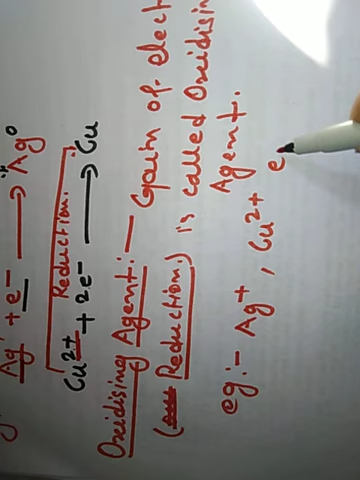 Ag⁺ + e⁻ → Ag⁰
Reduction.
Cu²⁺ + 2e⁻ → Cu
Oxidising Agent:- Gain of elect
(Reduction) is called Oxidisin
Agent.
eg:- Ag⁺, Cu²⁺ e